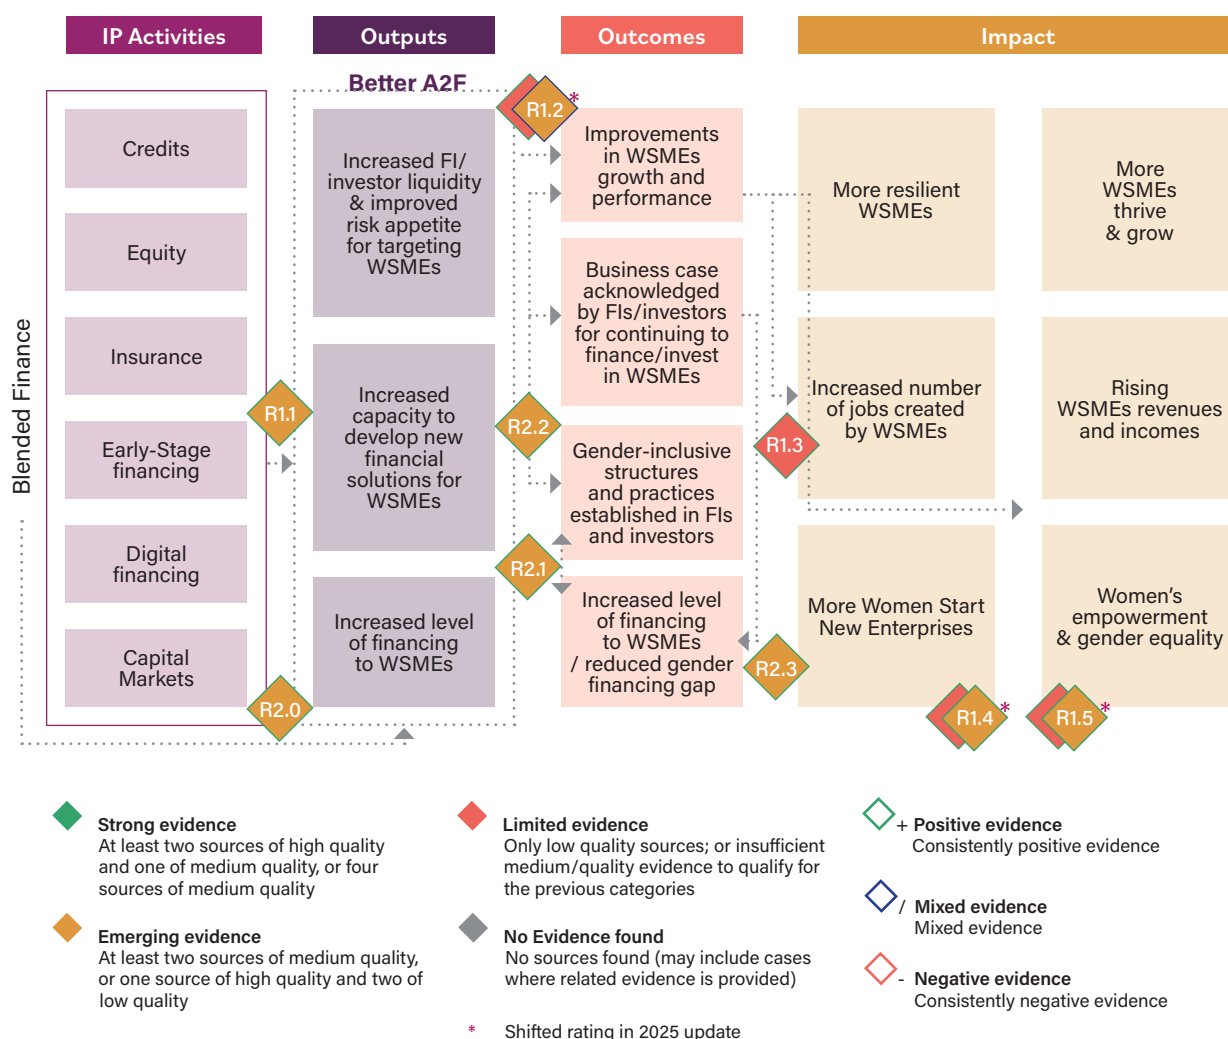 IP Activities
Outputs
Outcomes
Impact
Better A2F
Blended Finance
Credits
Equity
Insurance
Early-Stage
financing
Digital
financing
Capital
Markets
R1.1
R2.0
Increased FI/
investor liquidity
& improved
risk appetite
for targeting
WSMEs
Increased
capacity to
develop new
financial
solutions for
WSMEs
Increased level
of financing
to WSMEs
R1.2
*
R2.2
R2.1
Improvements
in WSMEs
growth and
performance
Business case
acknowledged
by FIs/investors
for continuing to
finance/invest
in WSMEs
Gender-inclusive
structures
and practices
established in FIs
and investors
Increased level
of financing
to WSMEs
/ reduced gender
financing gap
R1.3
R2.3
More resilient
WSMEs
More
WSMEs
thrive
& grow
Increased number
of jobs created
by WSMEs
Rising
WSMEs revenues
and incomes
More Women Start
New Enterprises
Women's
empowerment
& gender equality
R1.4
*
R1.5
*
Strong evidence
At least two sources of high quality
and one of medium quality, or four
sources of medium quality
Emerging evidence
At least two sources of medium quality,
or one source of high quality and two of
low quality
Limited evidence
Only low quality sources; or insufficient
medium/quality evidence to qualify for
the previous categories
No Evidence found
No sources found (may include cases
where related evidence is provided)
* Shifted rating in 2025 update
+ Positive evidence
Consistently positive evidence
/ Mixed evidence
Mixed evidence
- Negative evidence
Consistently negative evidence